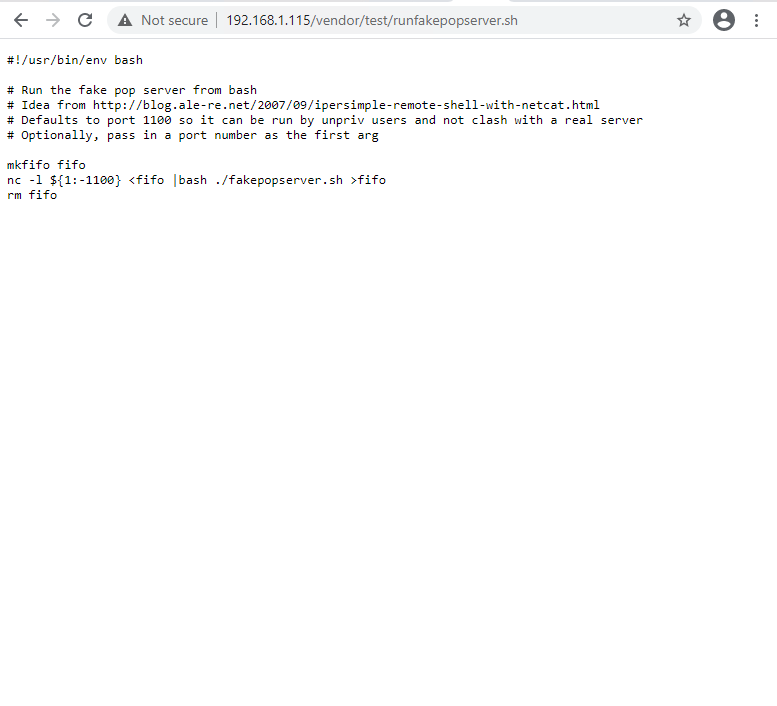 Not secure | 192.168.1.115/vendor/test/runfakepopserver.sh
#!/usr/bin/env bash
# Run the fake pop server from bash
# Idea from http://blog.ale-re.net/2007/09/ipersimple-remote-shell-with-netcat.html
# Defaults to port 1100 so it can be run by unpriv users and not clash with a real server
# Optionally, pass in a port number as the first arg
mkfifo fifo
nc -l ${1:-1100} <fifo |bash ./fakepopserver.sh >fifo
rm fifo